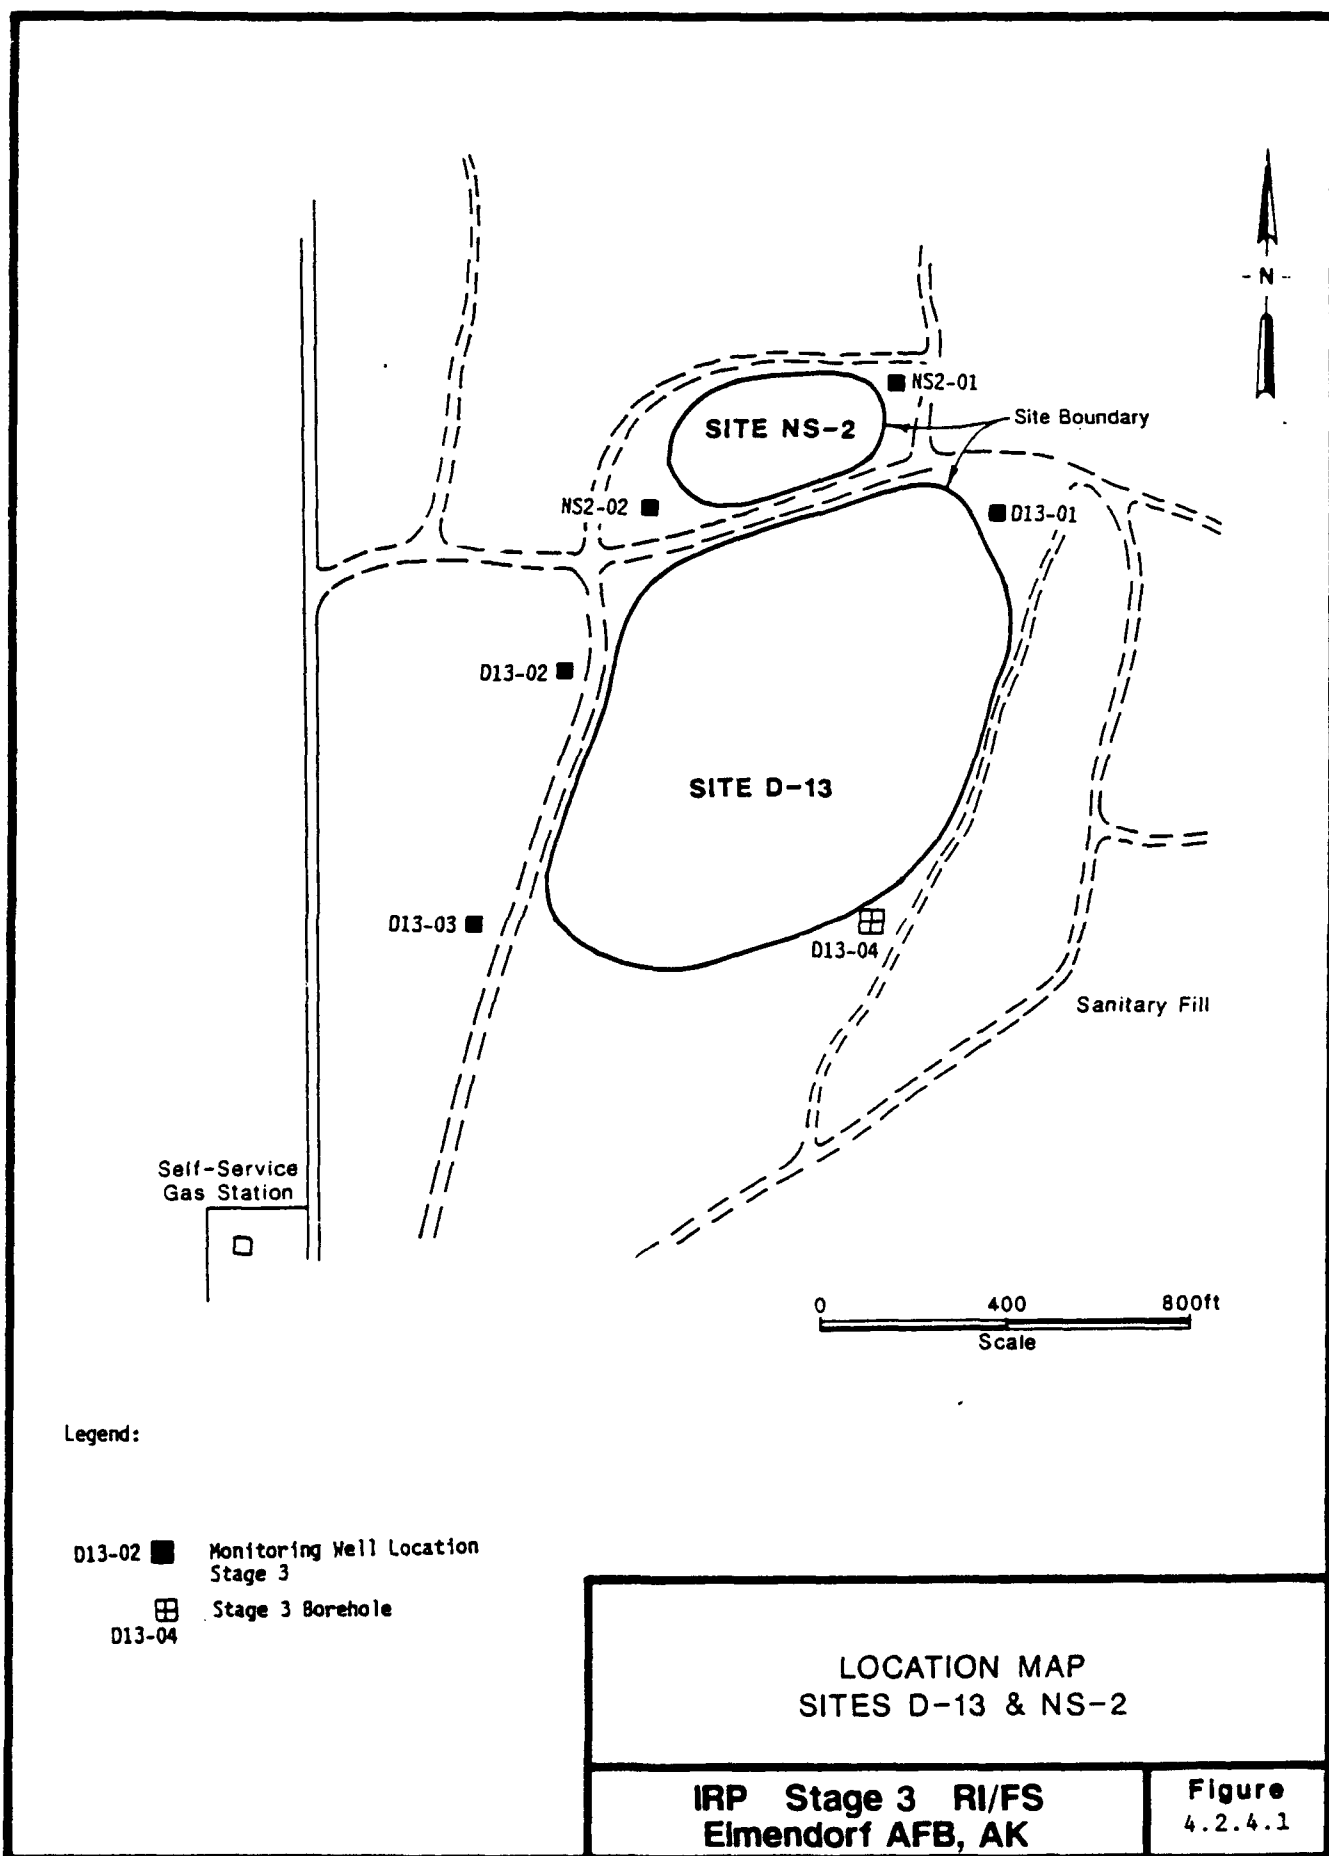 - N -
NS2-01
Site Boundary
SITE NS-2
NS2-02
D13-01
D13-02
SITE D-13
D13-03
D13-04
Sanitary Fill
Self-Service
Gas Station
0 400 800ft
Scale
Legend:
D13-02 Monitoring Well Location
Stage 3
Stage 3 Borehole
D13-04
LOCATION MAP
SITES D-13 & NS-2
IRP Stage 3 RI/FS
Elmendorf AFB, AK
Figure
4.2.4.1